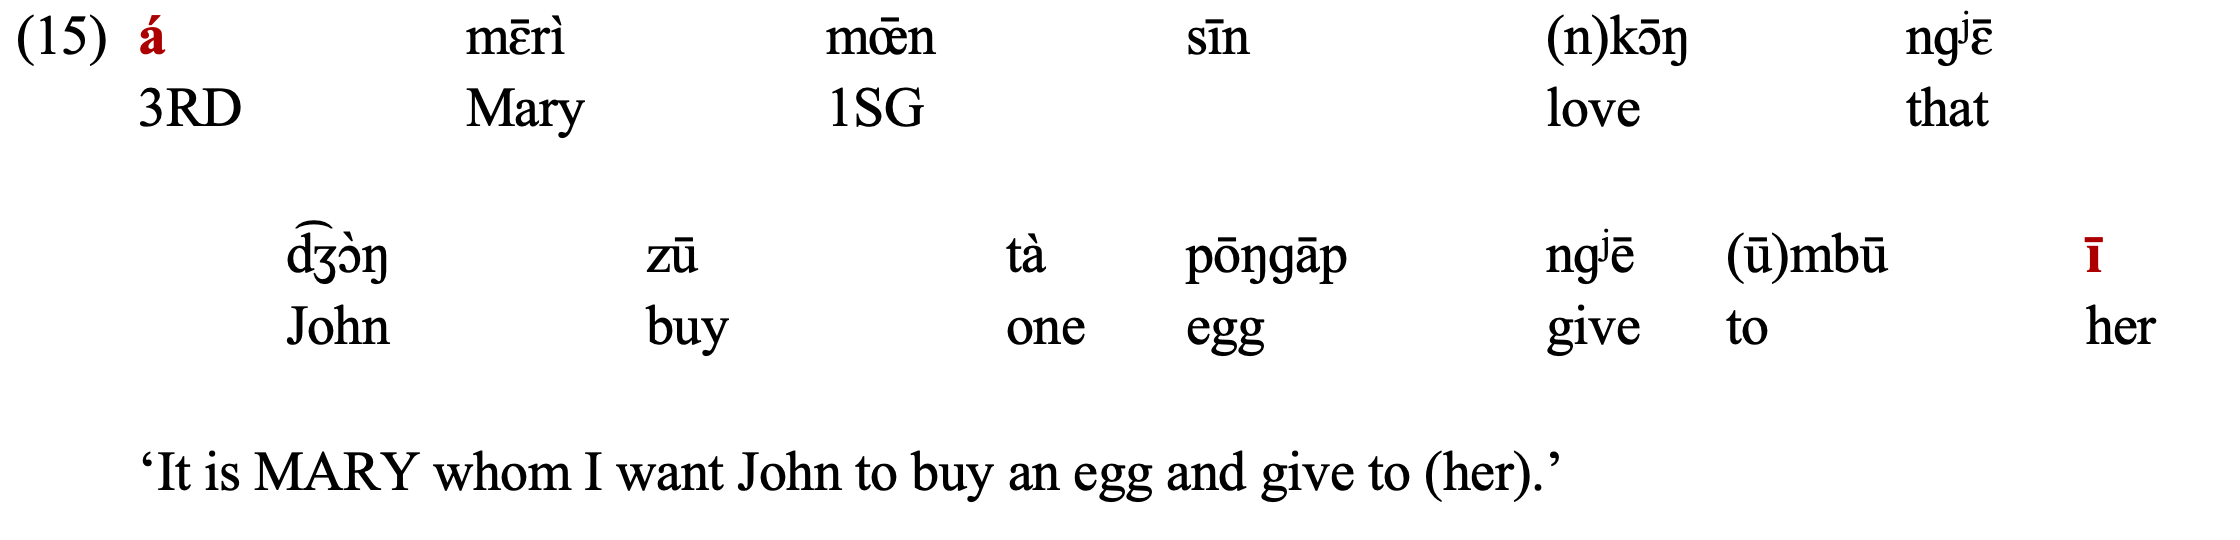 (15) á mɛ̄rì mœ̄n sīn (n)kɔ̄ŋ ngʲɛ̄
3RD Mary 1SG love that
d͡ʒɔ̀ŋ zū tà pōŋgāp ngʲē (ū)mbū ī
John buy one egg give to her
‘It is MARY whom I want John to buy an egg and give to (her).’